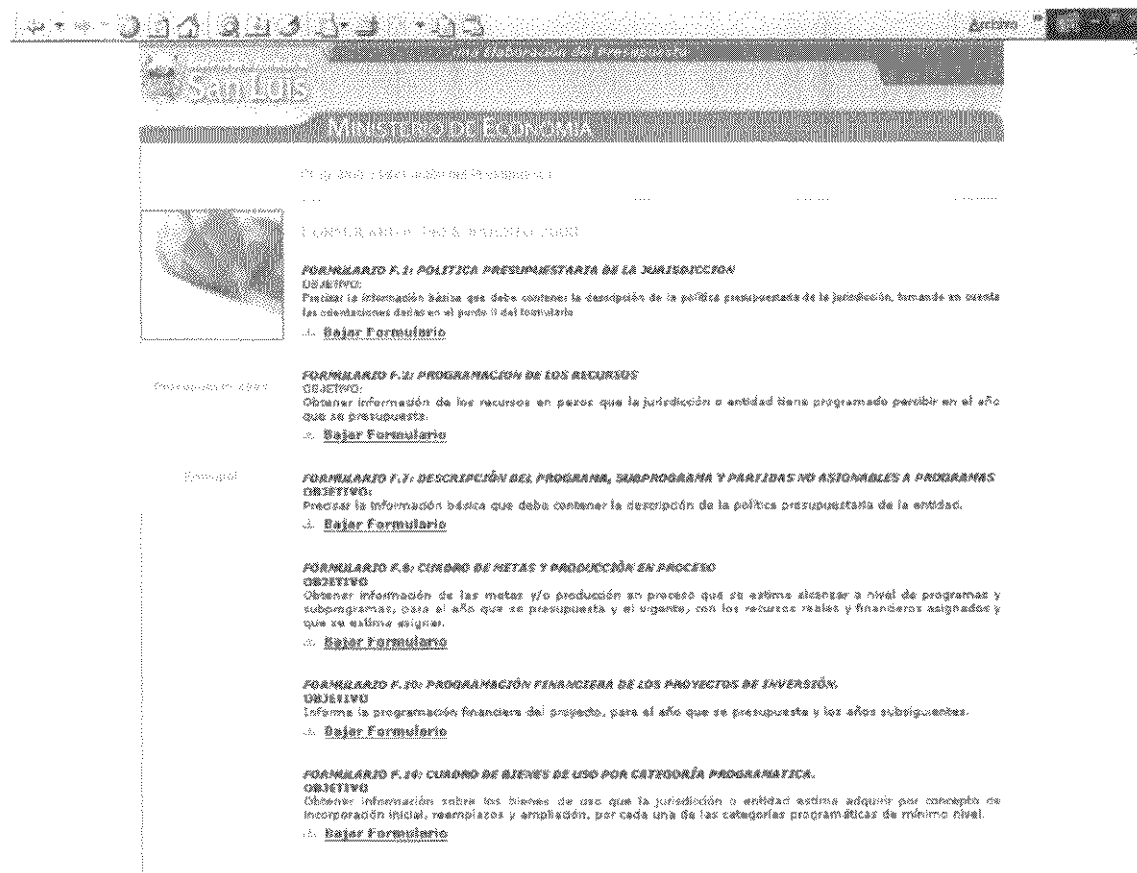 Archivo
una Elaboración del Presupuesto
San Luis
MINISTERIO DE ECONOMIA
FORMULARIO F.1: POLITICA PRESUPUESTARIA DE LA JURISDICCION
OBJETIVO:
Precisar la información básica que debe contener la descripción de la política presupuestaria de la jurisdicción, tomando en cuenta
las orientaciones dadas en el punto II del formulario
Bajar Formulario
FORMULARIO F.2: PROGRAMACION DE LOS RECURSOS
OBJETIVO:
Obtener información de los recursos en pesos que la jurisdicción o entidad tiene programado percibir en el año
que se presupuesta.
Bajar Formulario
Principal
FORMULARIO F.7: DESCRIPCIÓN DEL PROGRAMA, SUBPROGRAMA Y PARTIDAS NO ASIGNABLES A PROGRAMAS
OBJETIVO:
Precisar la información básica que debe contener la descripción de la política presupuestaria de la entidad.
Bajar Formulario
FORMULARIO F.8: CUADRO DE METAS Y PRODUCCIÓN EN PROCESO
OBJETIVO
Obtener información de las metas y/o producción en proceso que se estima alcanzar a nivel de programas y
subprogramas, para el año que se presupuesta y el vigente, con los recursos reales y financieros asignados y
que se estima asignar.
Bajar Formulario
FORMULARIO F.10: PROGRAMACIÓN FINANCIERA DE LOS PROYECTOS DE INVERSIÓN.
OBJETIVO
Informa la programación financiera del proyecto, para el año que se presupuesta y los años subsiguientes.
Bajar Formulario
FORMULARIO F.14: CUADRO DE BIENES DE USO POR CATEGORÍA PROGRAMATICA.
OBJETIVO
Obtener información sobre los bienes de uso que la jurisdicción o entidad estima adquirir por concepto de
incorporación inicial, reemplazos y ampliación, por cada una de las categorías programáticas de mínimo nivel.
Bajar Formulario